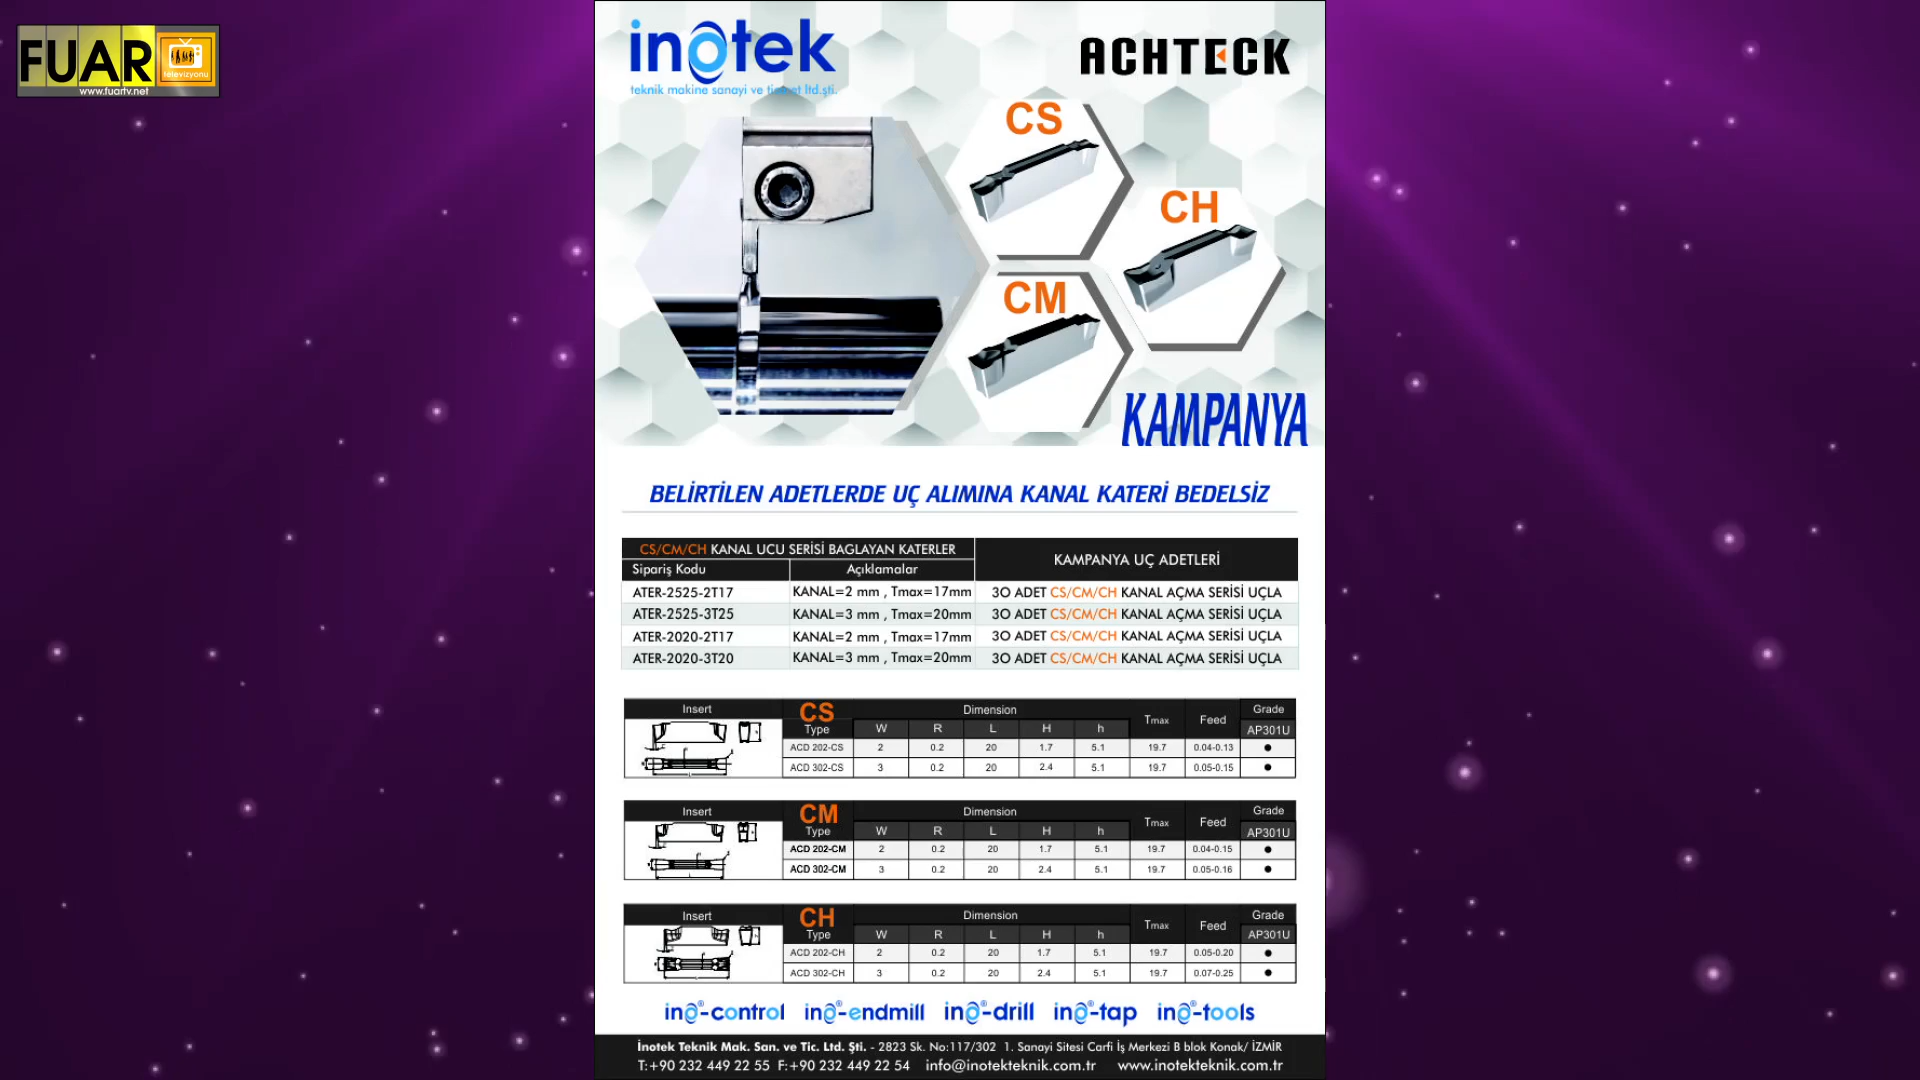 FUAR
televizyonu
www.fuartv.net
inotek
teknik makine sanayi ve ticaret ltd.şti.
ACHTECK
CS
CH
CM
KAMPANYA
BELİRTİLEN ADETLERDE UÇ ALIMINA KANAL KATERİ BEDELSİZ
CS/CM/CH KANAL UCU SERİSİ BAGLAYAN KATERLER
KAMPANYA UÇ ADETLERİ
Sipariş Kodu Açıklamalar
ATER-2525-2T17 KANAL=2 mm , Tmax=17mm 3O ADET CS/CM/CH KANAL AÇMA SERİSİ UÇLA
ATER-2525-3T25 KANAL=3 mm , Tmax=20mm 3O ADET CS/CM/CH KANAL AÇMA SERİSİ UÇLA
ATER-2020-2T17 KANAL=2 mm , Tmax=17mm 3O ADET CS/CM/CH KANAL AÇMA SERİSİ UÇLA
ATER-2020-3T20 KANAL=3 mm , Tmax=20mm 3O ADET CS/CM/CH KANAL AÇMA SERİSİ UÇLA
Insert CS Dimension Tmax Feed Grade
Type W R L H h AP301U
ACD 202-CS 2 0.2 20 1.7 5.1 19.7 0.04-0.13 ●
ACD 302-CS 3 0.2 20 2.4 5.1 19.7 0.05-0.15 ●
Insert CM Dimension Tmax Feed Grade
Type W R L H h AP301U
ACD 202-CM 2 0.2 20 1.7 5.1 19.7 0.04-0.15 ●
ACD 302-CM 3 0.2 20 2.4 5.1 19.7 0.05-0.16 ●
Insert CH Dimension Tmax Feed Grade
Type W R L H h AP301U
ACD 202-CH 2 0.2 20 1.7 5.1 19.7 0.05-0.20 ●
ACD 302-CH 3 0.2 20 2.4 5.1 19.7 0.07-0.25 ●
ino®-control ino®-endmill ino®-drill ino®-tap ino®-tools
İnotek Teknik Mak. San. ve Tic. Ltd. Şti. - 2823 Sk. No:117/302 1. Sanayi Sitesi Carfi İş Merkezi B blok Konak/ İZMİR
T:+90 232 449 22 55 F:+90 232 449 22 54 info@inotekteknik.com.tr www.inotekteknik.com.tr